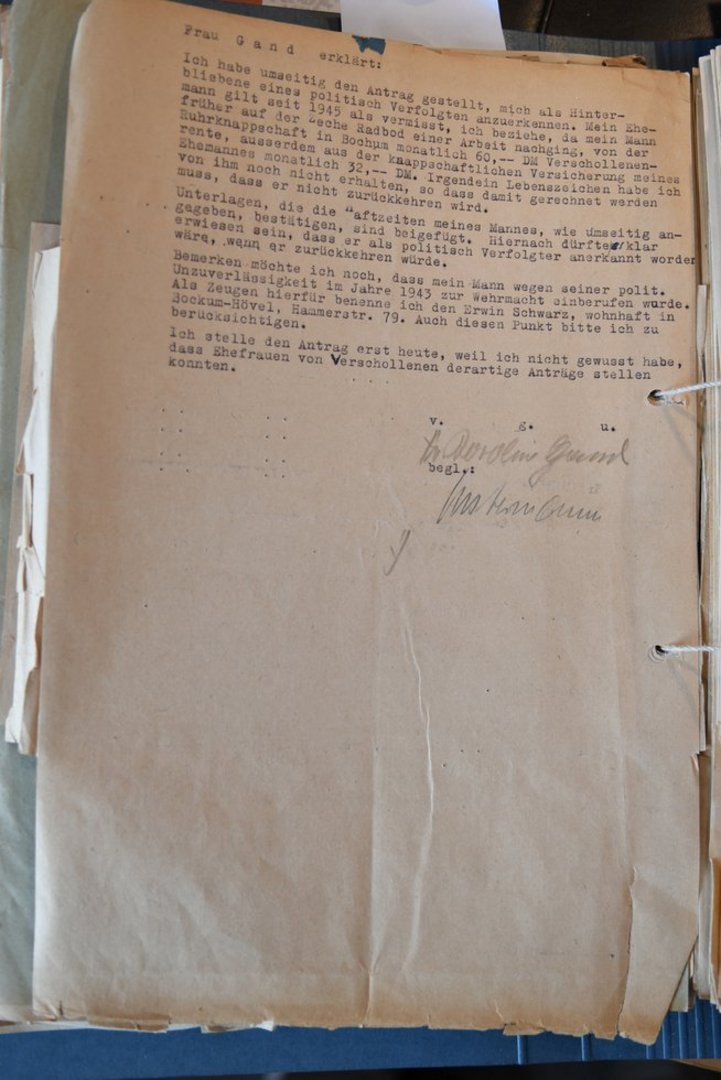 Frau G a n d erklärt:
Ich habe umseitig den Antrag gestellt, mich als Hinter-
bliebene eines politisch Verfolgten anzuerkennen. Mein Ehe-
mann gilt seit 1945 als vermisst, ich beziehe, da mein Mann
früher auf der Zeche Radbod einer Arbeit nachging, von der
Ruhrknappschaft in Bochum monatlich 60,-- DM Verschollenen-
rente, ausserdem aus der knappschaftlichen Versicherung meines
Ehemannes monatlich 32,-- DM. Irgendein Lebenszeichen habe ich
von ihm noch nicht erhalten, so dass damit gerechnet werden
muss, dass er nicht zurückkehren wird.
Unterlagen, die die Haftzeiten meines Mannes, wie umseitig an-
gegeben, bestätigen, sind beigefügt. Hiernach dürfte klar
erwiesen sein, dass er als politisch Verfolgter anerkannt worden
wäre, wenn er zurückkehren würde.
Bemerken möchte ich noch, dass mein Mann wegen seiner polit.
Unzuverlässigkeit im Jahre 1943 zur Wehrmacht einberufen wurde.
Als Zeugen hierfür benenne ich den Erwin Schwarz, wohnhaft in
Bockum-Hövel, Hammerstr. 79. Auch diesen Punkt bitte ich zu
berücksichtigen.
Ich stelle den Antrag erst heute, weil ich nicht gewusst habe,
dass Ehefrauen von Verschollenen derartige Anträge stellen
konnten.
v. g. u.
begl.: